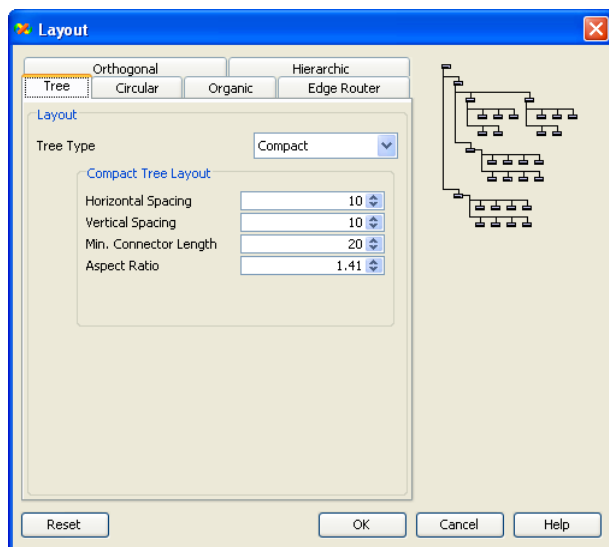 Layout
Orthogonal Hierarchic
Tree Circular Organic Edge Router
Layout
Tree Type Compact
Compact Tree Layout
Horizontal Spacing 10
Vertical Spacing 10
Min. Connector Length 20
Aspect Ratio 1.41
Reset OK Cancel Help